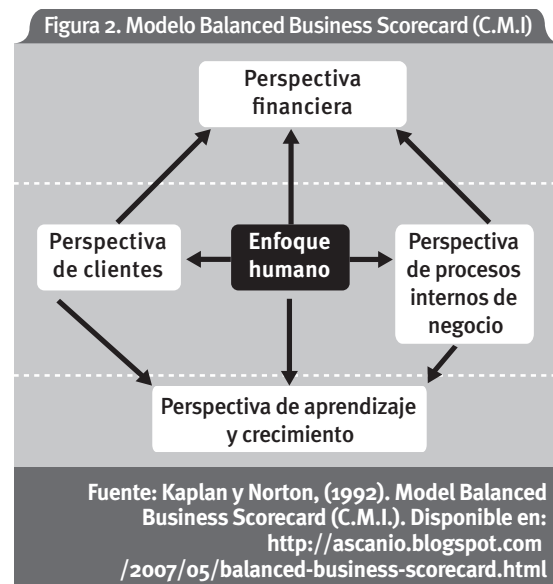 Figura 2. Modelo Balanced Business Scorecard (C.M.I)
Perspectiva
financiera
Perspectiva
de clientes
Enfoque
humano
Perspectiva
de procesos
internos de
negocio
Perspectiva de aprendizaje
y crecimiento
Fuente: Kaplan y Norton, (1992). Model Balanced
Business Scorecard (C.M.I.). Disponible en:
http://ascanio.blogspot.com
/2007/05/balanced-business-scorecard.html